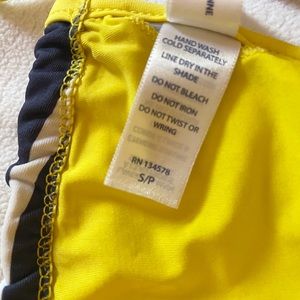 HAND WASH
COLD SEPARATELY
LINE DRY IN THE
SHADE
DO NOT BLEACH
DO NOT IRON
DO NOT TWIST OR
WRING
RN 134578
S/P